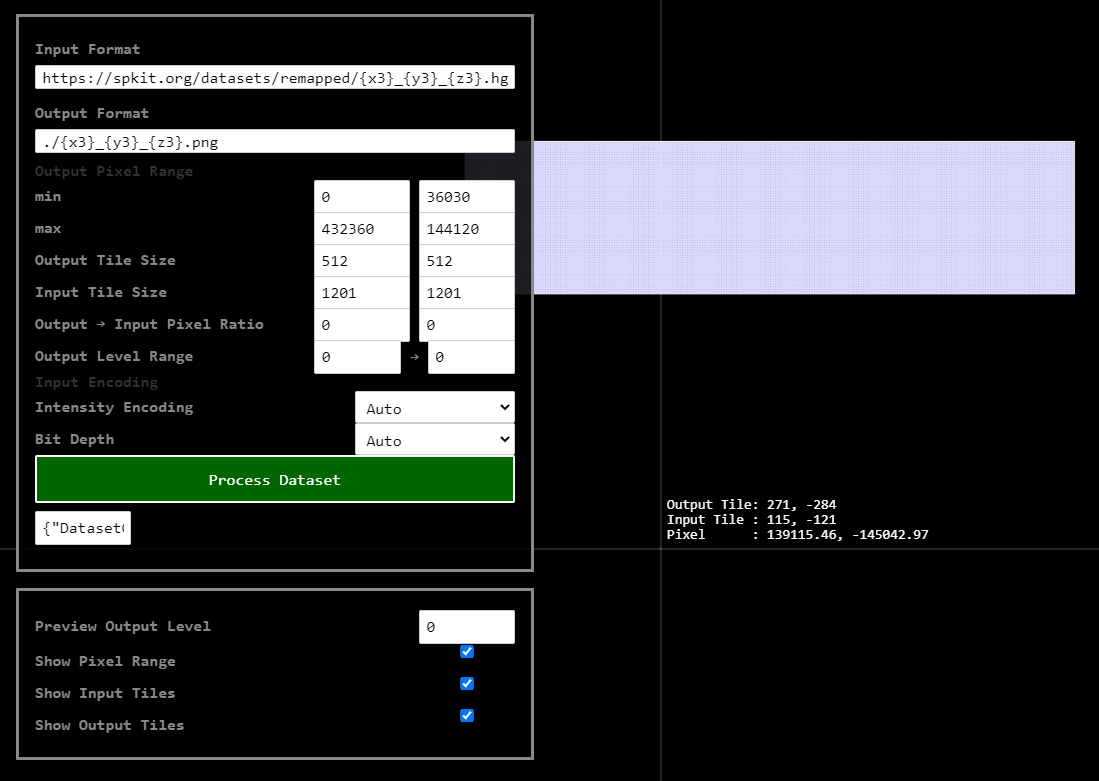 Input Format
https://spkit.org/datasets/remapped/{x3}_{y3}_{z3}.hg
Output Format
./{x3}_{y3}_{z3}.png
Output Pixel Range
min 0 36030
max 432360 144120
Output Tile Size 512 512
Input Tile Size 1201 1201
Output → Input Pixel Ratio 0 0
Output Level Range 0 → 0
Input Encoding
Intensity Encoding Auto
Bit Depth Auto
Process Dataset
{"Dataset
Output Tile: 271, -284
Input Tile : 115, -121
Pixel      : 139115.46, -145042.97
Preview Output Level 0
Show Pixel Range
Show Input Tiles
Show Output Tiles